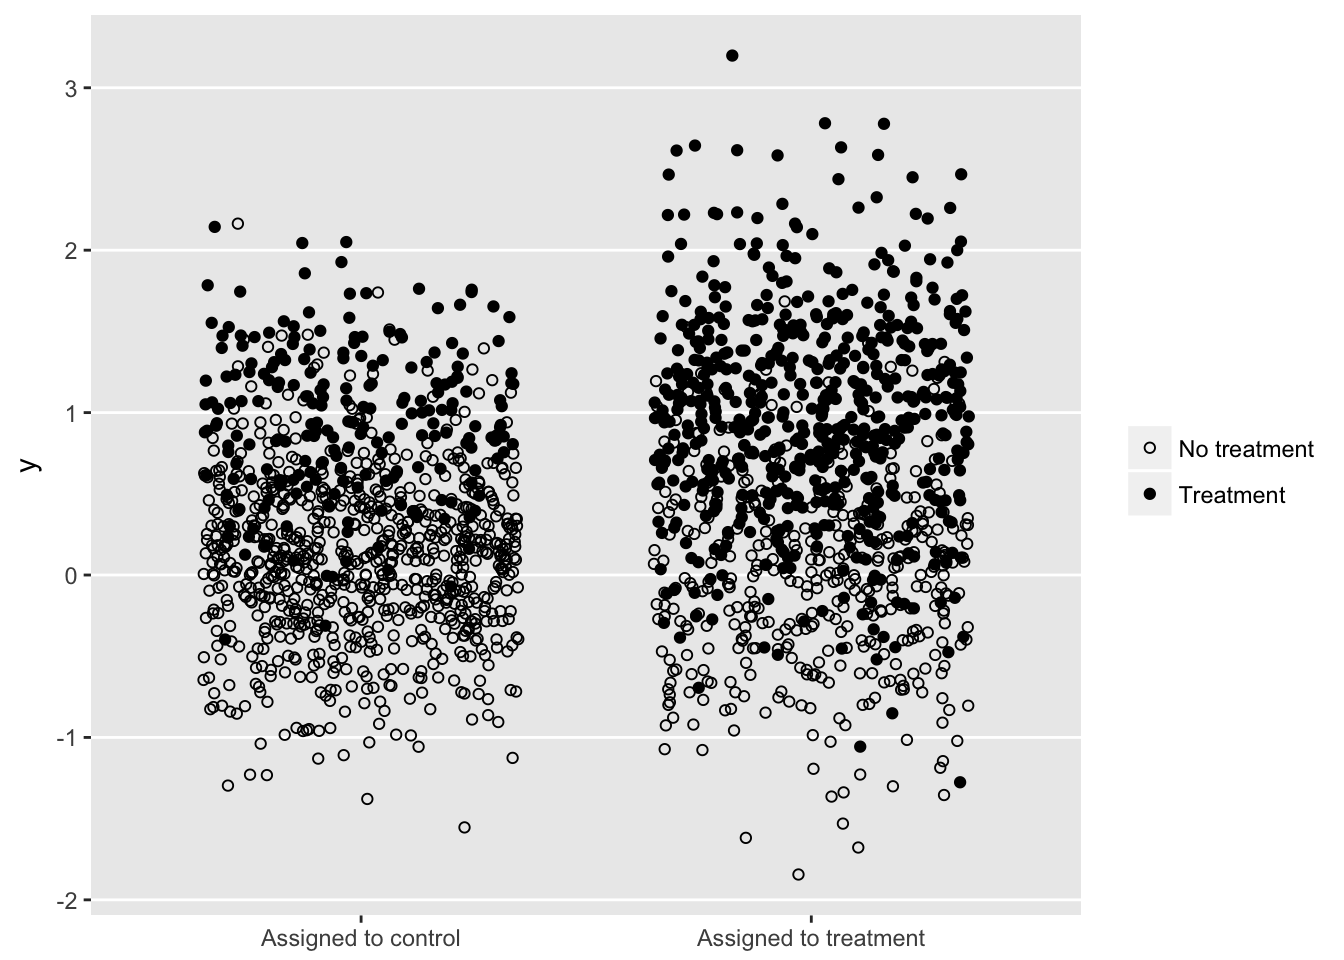 3
2
1
0
-1
-2
y
Assigned to control
Assigned to treatment
No treatment
Treatment